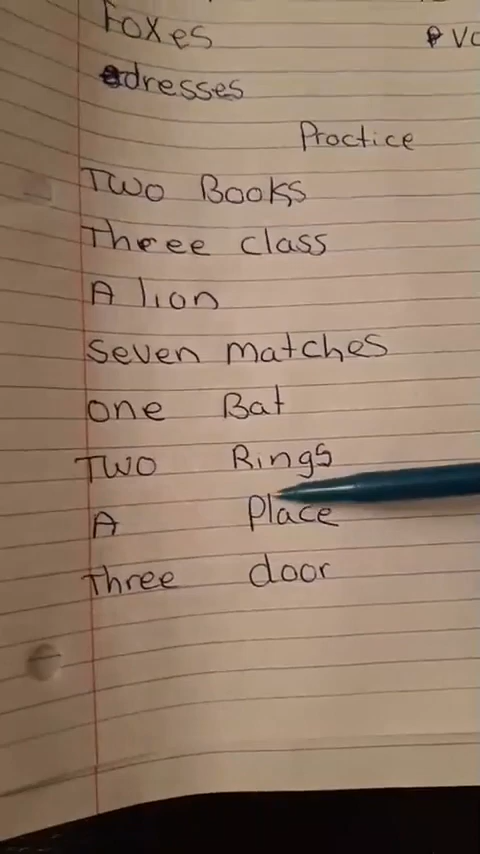 Foxes
dresses
Practice
Two Books
Three class
A lion
seven matches
one Bat
Two Rings
A Place
Three door